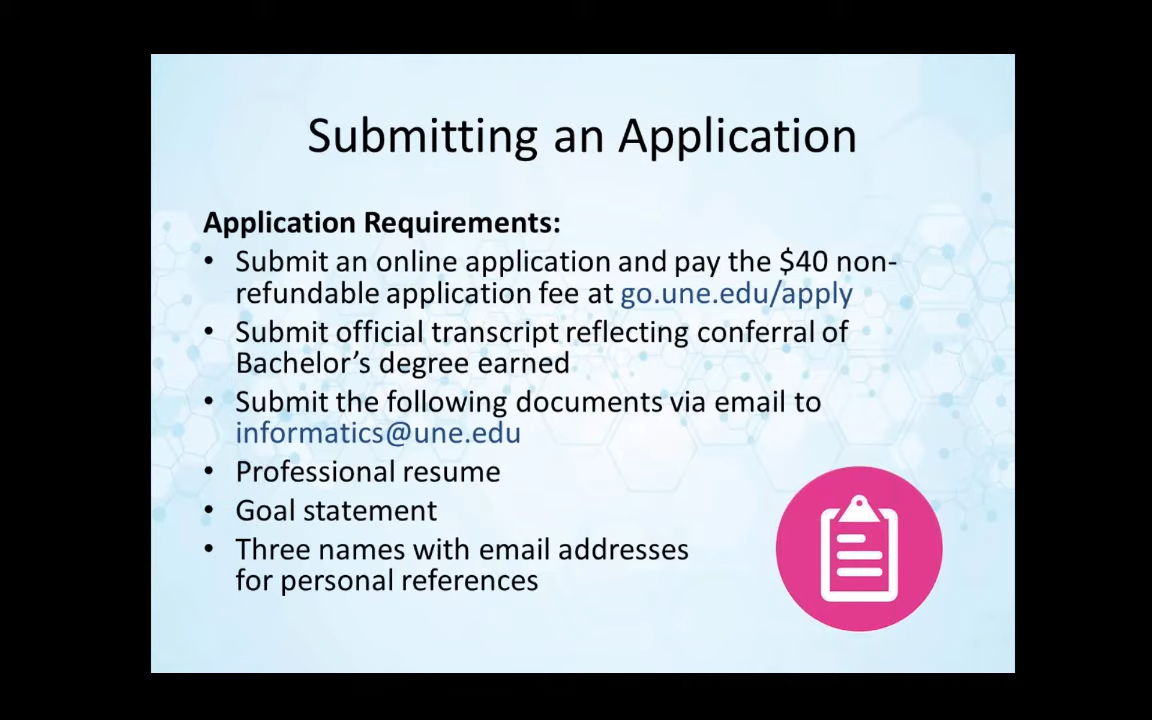 Submitting an Application
Application Requirements:
• Submit an online application and pay the $40 non-
refundable application fee at go.une.edu/apply
• Submit official transcript reflecting conferral of
Bachelor’s degree earned
• Submit the following documents via email to
informatics@une.edu
• Professional resume
• Goal statement
• Three names with email addresses
for personal references